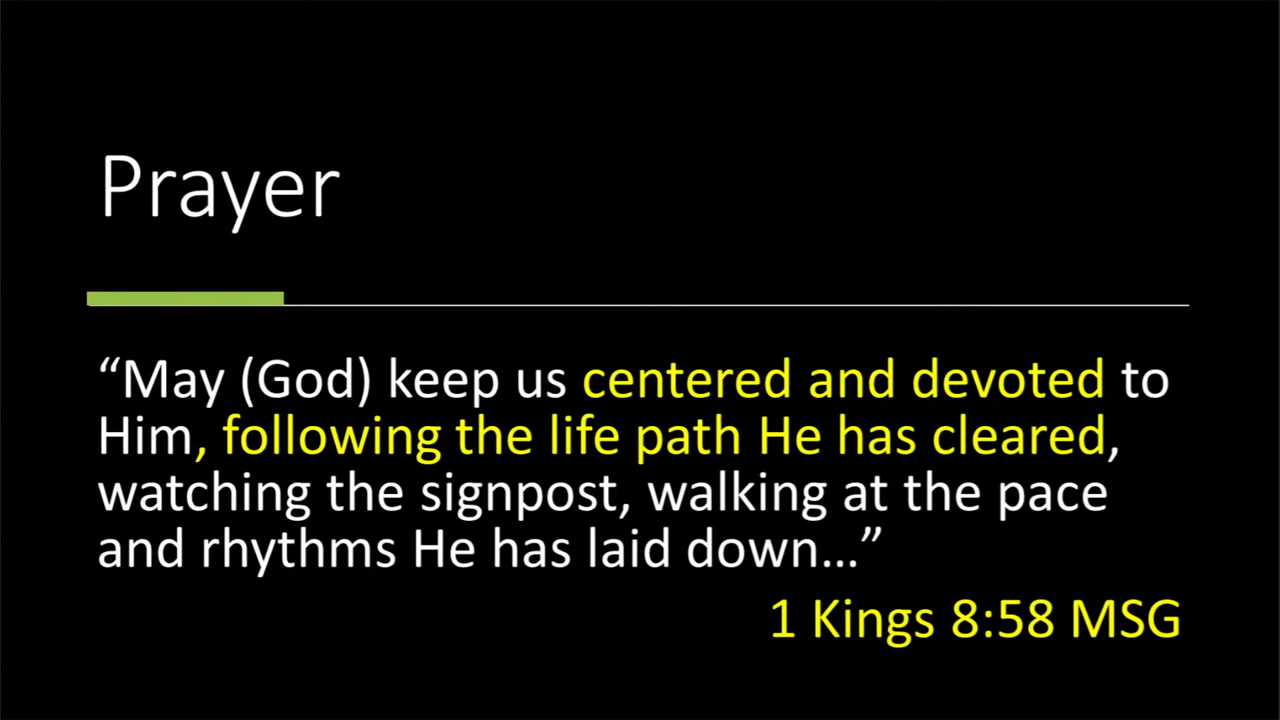 Prayer
“May (God) keep us centered and devoted to
Him, following the life path He has cleared,
watching the signpost, walking at the pace
and rhythms He has laid down…”
1 Kings 8:58 MSG